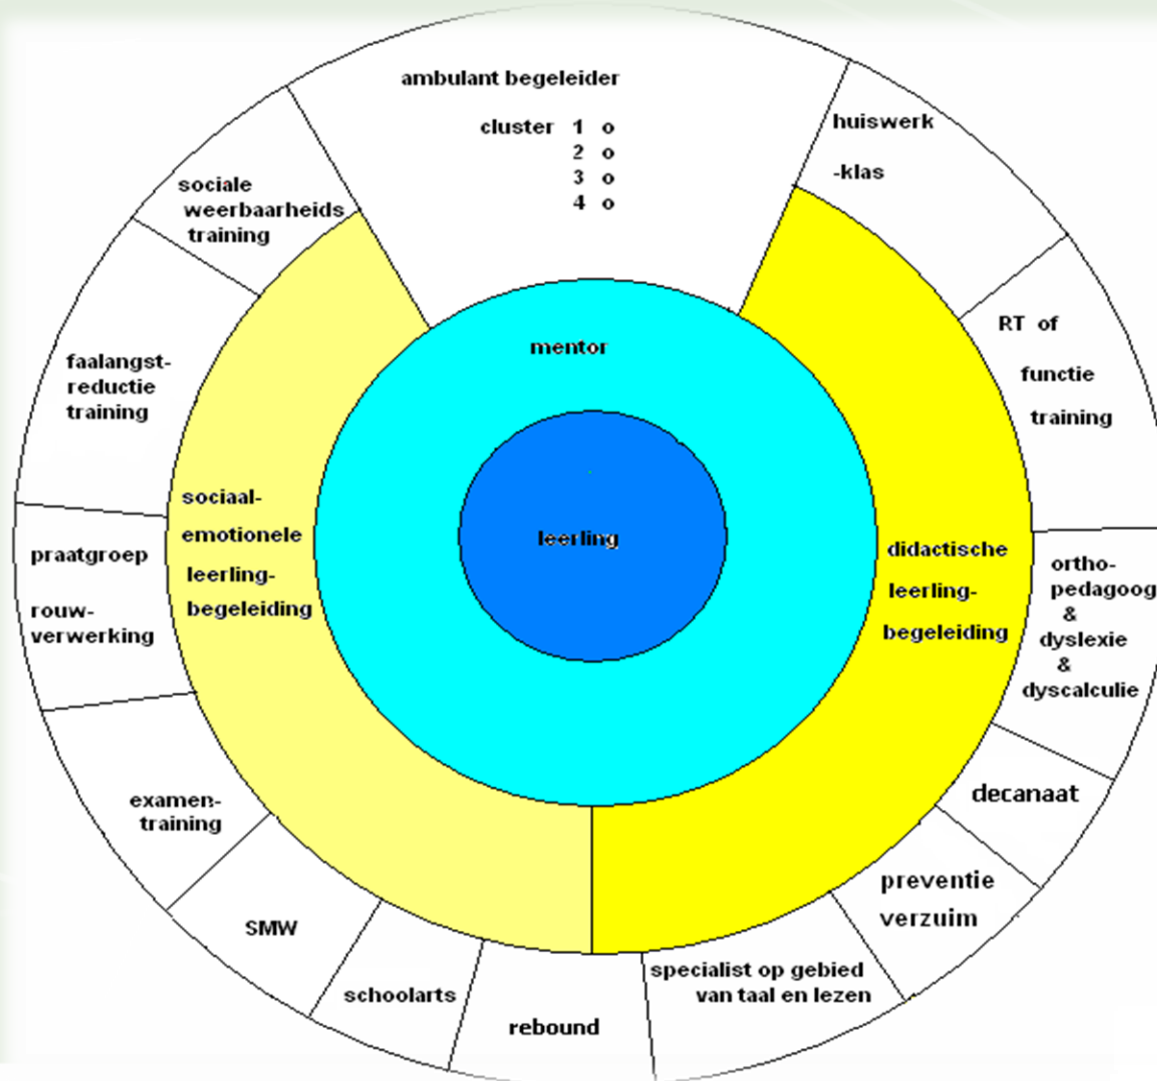 ambulant begeleider
cluster 1 o
2 o
3 o
4 o
huiswerk
-klas
RT of
functie
training
ortho-
pedagoog
&
dyslexie
&
dyscalculie
decanaat
preventie
verzuim
specialist op gebied
van taal en lezen
rebound
schoolarts
SMW
examen-
training
praatgroep
rouw-
verwerking
faalangst-
reductie
training
sociale
weerbaarheids
training
sociaal-
emotionele
leerling-
begeleiding
didactische
leerling-
begeleiding
mentor
leerling